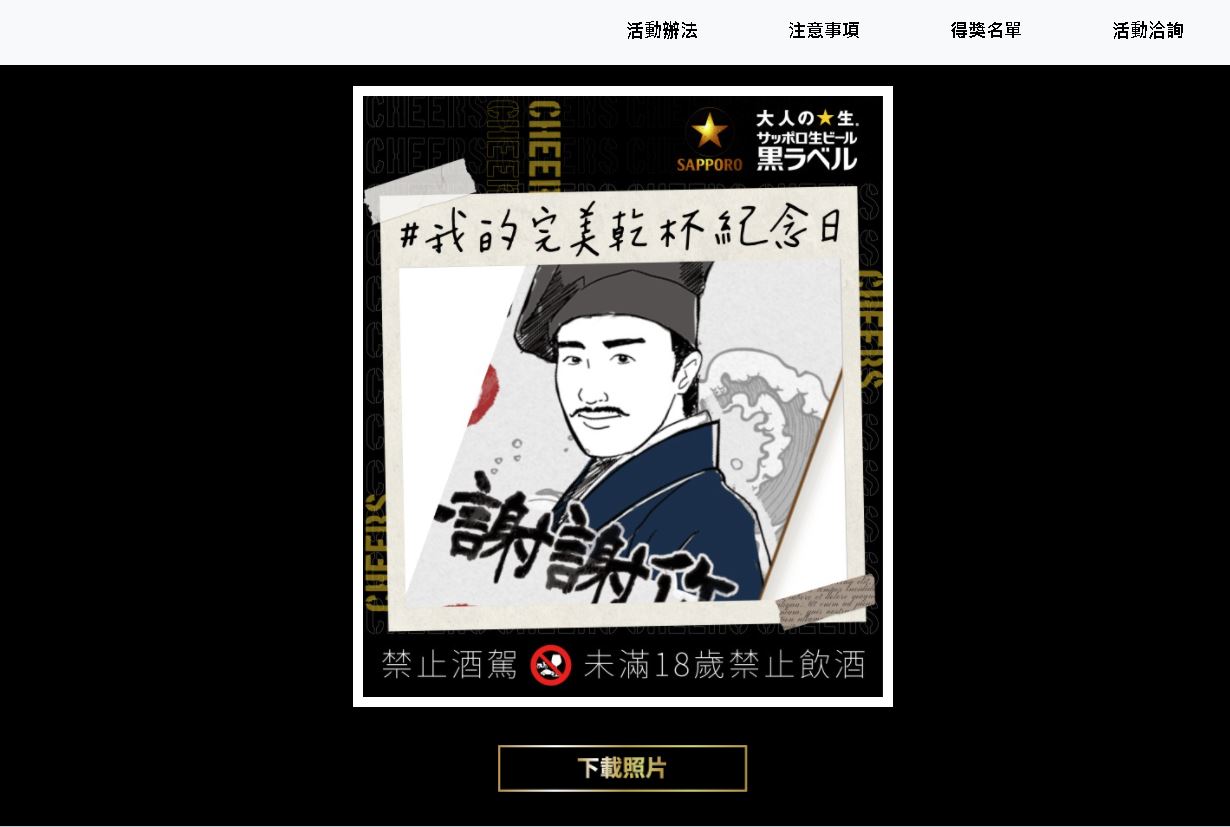 活動辦法
注意事項
得獎名單
活動洽詢
CHEERS
CHEERS
SAPPORO
大人の★生。
サッポロ生ビール
黒ラベル
#我的完美乾杯紀念日
CHEERS
謝謝你
CHEERS
禁止酒駕
未滿18歲禁止飲酒
下載照片